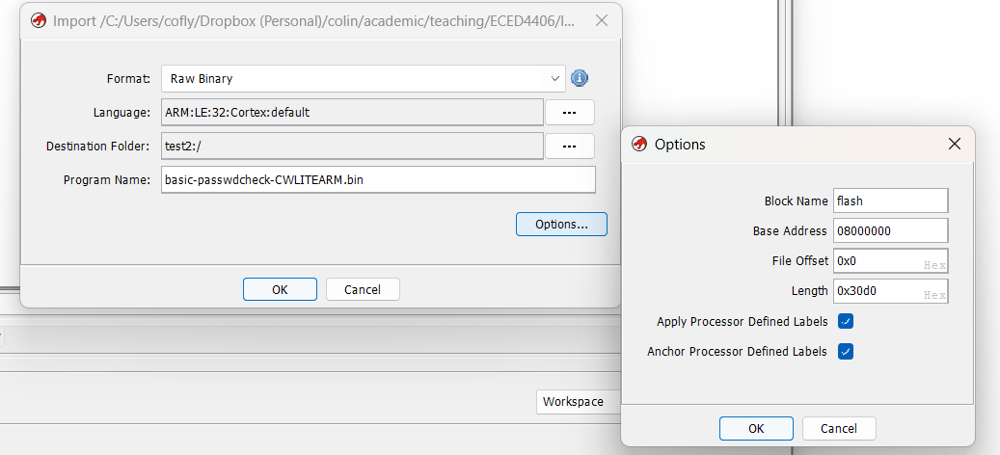 Import /C:/Users/cofly/Dropbox (Personal)/colin/academic/teaching/ECED4406/I...
Format: Raw Binary
Language: ARM:LE:32:Cortex:default ...
Destination Folder: test2:/ ...
Program Name: basic-passwdcheck-CWLITEARM.bin
Options...
OK Cancel
Workspace
Options
Block Name flash
Base Address 08000000
File Offset 0x0 Hex
Length 0x30d0 Hex
Apply Processor Defined Labels
Anchor Processor Defined Labels
OK Cancel